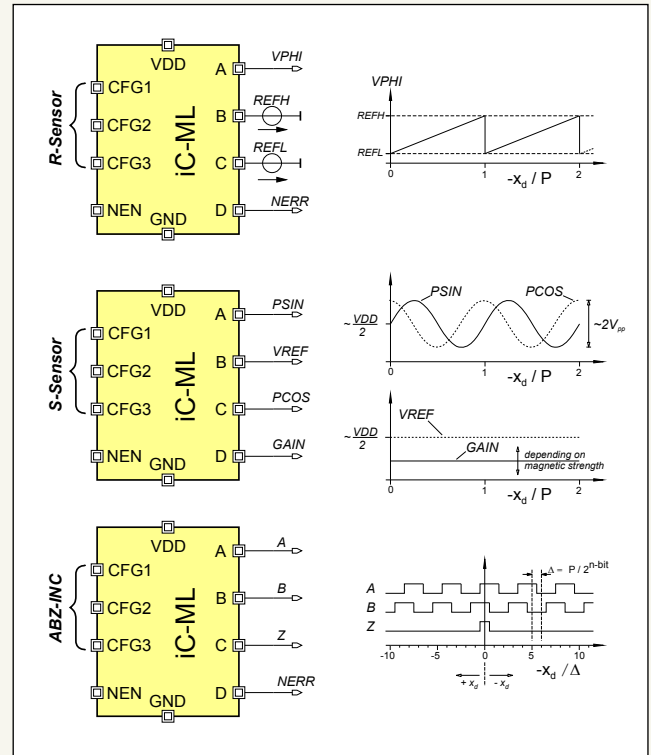 R-Sensor
VDD
CFG1
CFG2
CFG3
NEN
GND
iC-ML
A
B
C
D
VPHI
REFH
REFL
NERR
VPHI
REFH
REFL
0
1
2
-x_d / P
S-Sensor
VDD
CFG1
CFG2
CFG3
NEN
GND
iC-ML
A
B
C
D
PSIN
VREF
PCOS
GAIN
PSIN
PCOS
~ VDD/2
~2V_pp
0
1
2
-x_d / P
VREF
~ VDD/2
GAIN
depending on
magnetic strength
0
1
2
-x_d / P
ABZ-INC
VDD
CFG1
CFG2
CFG3
NEN
GND
iC-ML
A
B
C
D
A
B
Z
NERR
Δ = P / 2^n-bit
A
B
Z
-10
-5
0
5
10
-x_d / Δ
+ x_d
- x_d